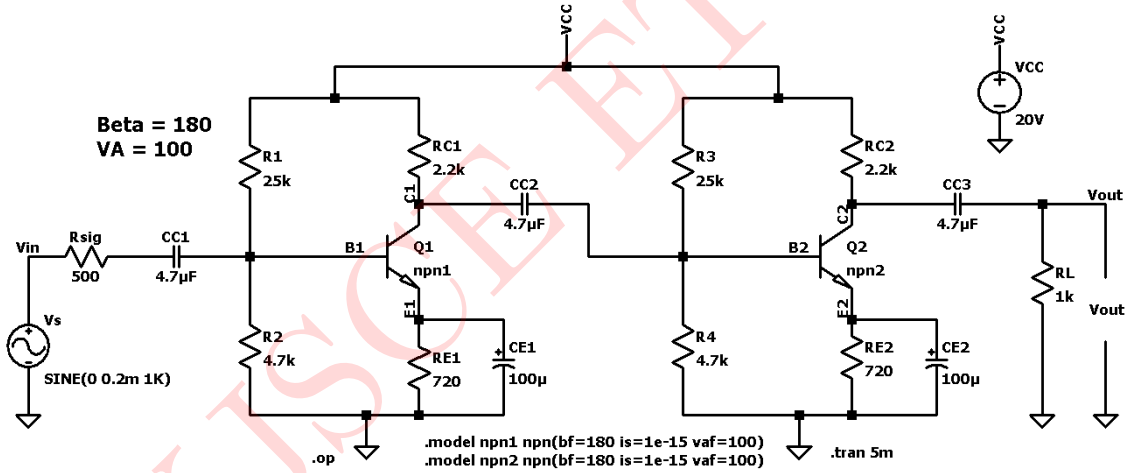 VCC
VCC
VCC
20V
Beta = 180
VA = 100
R1
25k
RC1
2.2k
C1
CC2
4.7µF
R3
25k
RC2
2.2k
C2
CC3
4.7µF
Vout
Vin
Rsig
500
CC1
4.7µF
B1
Q1
npn1
B2
Q2
npn2
RL
1k
Vout
Vs
SINE(0 0.2m 1K)
R2
4.7k
E1
RE1
720
CE1
100µ
R4
4.7k
E2
RE2
720
CE2
100µ
.op
.model npn1 npn(bf=180 is=1e-15 vaf=100)
.model npn2 npn(bf=180 is=1e-15 vaf=100)
.tran 5m
USCE ET